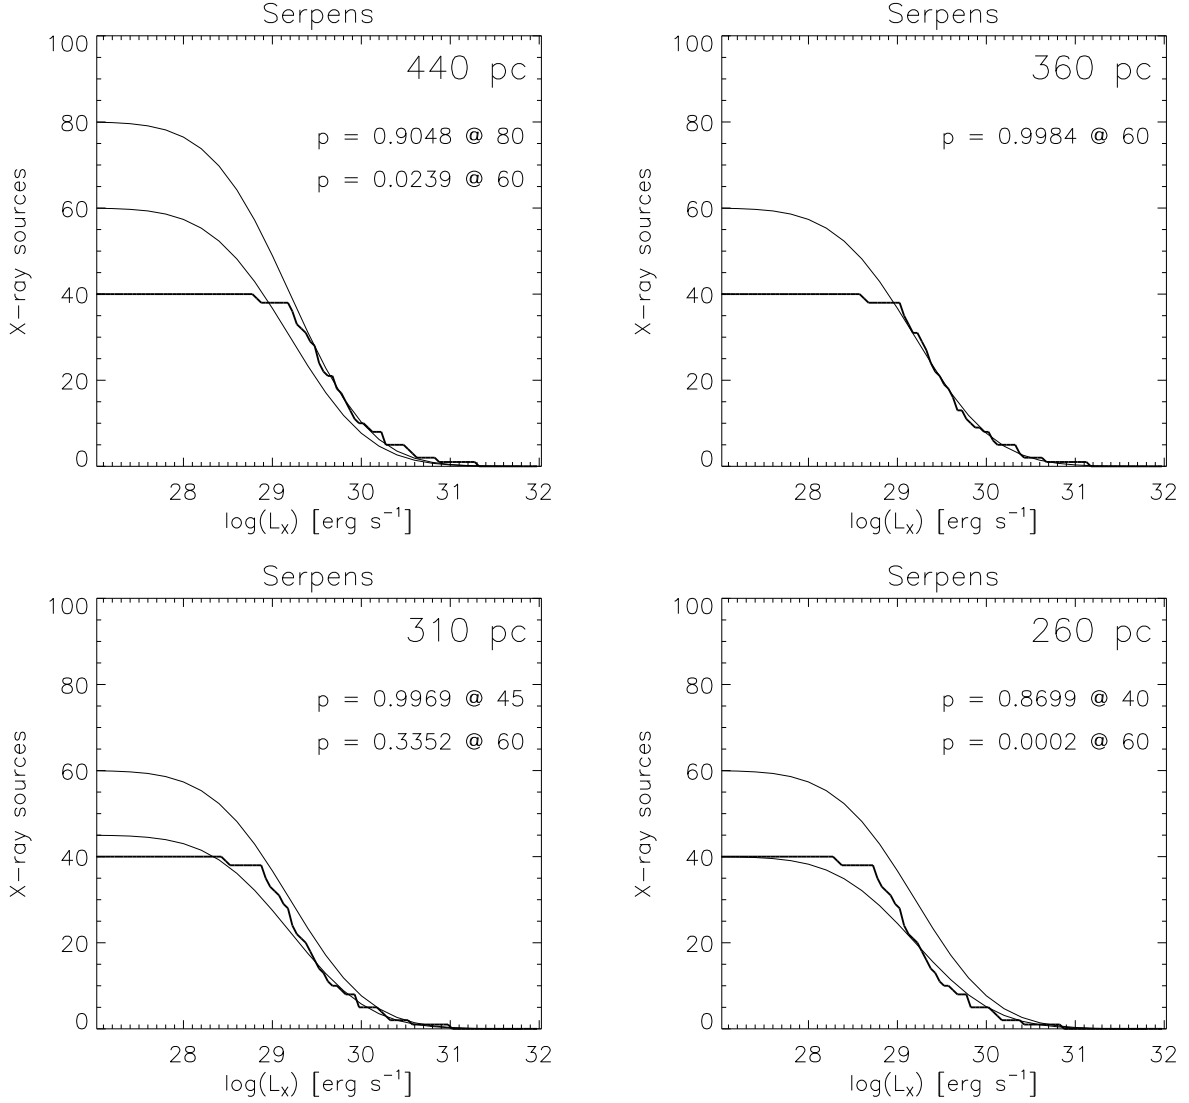 Serpens
440 pc
p = 0.9048 @ 80
p = 0.0239 @ 60
X-ray sources
100
80
60
40
20
0
28 29 30 31 32
log(Lₓ) [erg s⁻¹]
Serpens
360 pc
p = 0.9984 @ 60
X-ray sources
100
80
60
40
20
0
28 29 30 31 32
log(Lₓ) [erg s⁻¹]
Serpens
310 pc
p = 0.9969 @ 45
p = 0.3352 @ 60
X-ray sources
100
80
60
40
20
0
28 29 30 31 32
log(Lₓ) [erg s⁻¹]
Serpens
260 pc
p = 0.8699 @ 40
p = 0.0002 @ 60
X-ray sources
100
80
60
40
20
0
28 29 30 31 32
log(Lₓ) [erg s⁻¹]